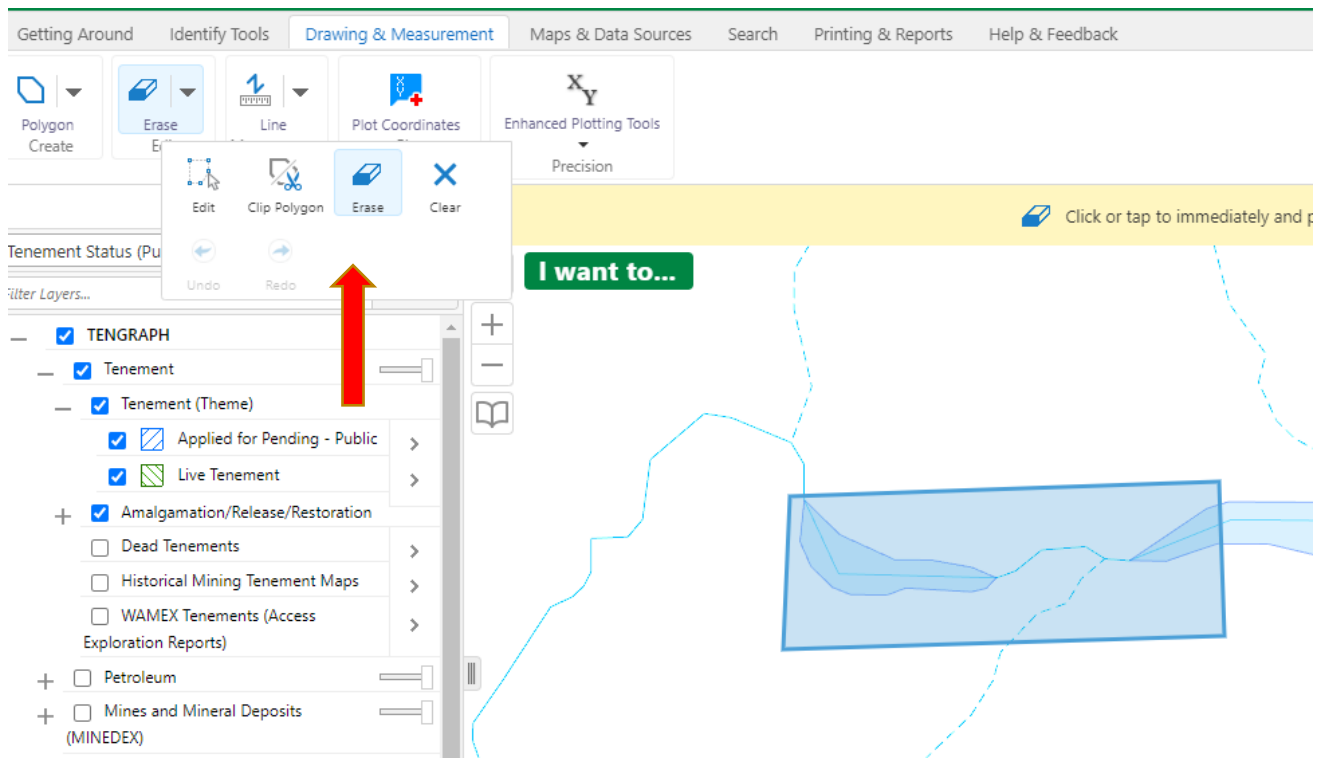 Getting Around Identify Tools Drawing & Measurement Maps & Data Sources Search Printing & Reports Help & Feedback
X
Y
X
Y
Polygon Erase Line Plot Coordinates Enhanced Plotting Tools
Create
Precision
Edit Clip Polygon Erase Clear
Click or tap to immediately and p
Tenement Status (Pu
I want to...
Undo Redo
Filter Layers...
TENGRAPH
Tenement
Tenement (Theme)
Applied for Pending - Public
Live Tenement
Amalgamation/Release/Restoration
Dead Tenements
Historical Mining Tenement Maps
WAMEX Tenements (Access
Exploration Reports)
Petroleum
Mines and Mineral Deposits
(MINEDEX)